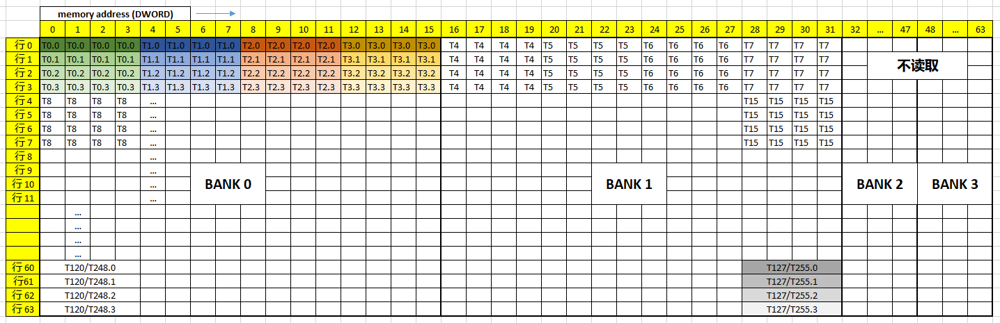 memory address (DWORD)
0 1 2 3 4 5 6 7 8 9 10 11 12 13 14 15 16 17 18 19 20 21 22 23 24 25 26 27 28 29 30 31 32 ... 47 48 ... 63
行 0 T0.0 T0.0 T0.0 T0.0 T1.0 T1.0 T1.0 T1.0 T2.0 T2.0 T2.0 T2.0 T3.0 T3.0 T3.0 T3.0 T4 T4 T4 T4 T5 T5 T5 T5 T6 T6 T6 T6 T7 T7 T7 T7
行 1 T0.1 T0.1 T0.1 T0.1 T1.1 T1.1 T1.1 T1.1 T2.1 T2.1 T2.1 T2.1 T3.1 T3.1 T3.1 T3.1 T4 T4 T4 T4 T5 T5 T5 T5 T6 T6 T6 T6 T7 T7 T7 T7
不读取
行 2 T0.2 T0.2 T0.2 T0.2 T1.2 T1.2 T1.2 T1.2 T2.2 T2.2 T2.2 T2.2 T3.2 T3.2 T3.2 T3.2 T4 T4 T4 T4 T5 T5 T5 T5 T6 T6 T6 T6 T7 T7 T7 T7
行 3 T0.3 T0.3 T0.3 T0.3 T1.3 T1.3 T1.3 T1.3 T2.3 T2.3 T2.3 T2.3 T3.3 T3.3 T3.3 T3.3 T4 T4 T4 T4 T5 T5 T5 T5 T6 T6 T6 T6 T7 T7 T7 T7
行 4 T8 T8 T8 T8 ... T15 T15 T15 T15
行 5 T8 T8 T8 T8 ... T15 T15 T15 T15
行 6 T8 T8 T8 T8 ... T15 T15 T15 T15
行 7 T8 T8 T8 T8 ... T15 T15 T15 T15
行 8 ...
行 9 ...
行 10 ... BANK 0 BANK 1 BANK 2 BANK 3
行 11 ...
...
...
...
...
行 60 T120/T248.0 T127/T255.0
行61 T120/T248.1 T127/T255.1
行 62 T120/T248.2 T127/T255.2
行 63 T120/T248.3 T127/T255.3